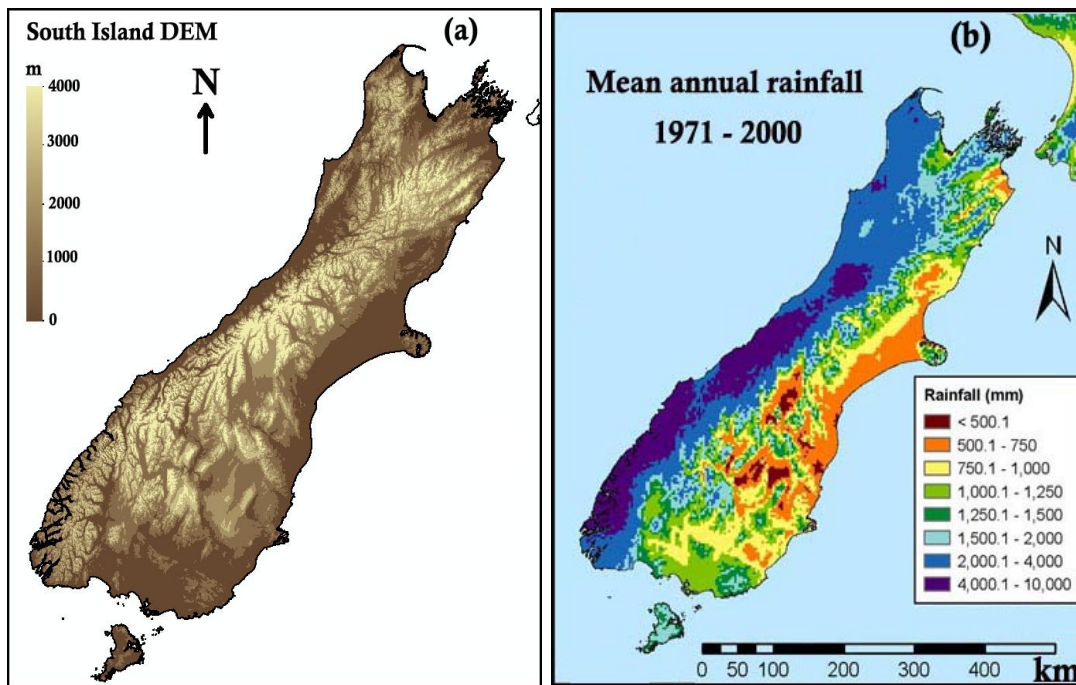 South Island DEM
(a)
m
4000
3000
2000
1000
0
N
(b)
Mean annual rainfall
1971 - 2000
N
Rainfall (mm)
< 500.1
500.1 - 750
750.1 - 1,000
1,000.1 - 1,250
1,250.1 - 1,500
1,500.1 - 2,000
2,000.1 - 4,000
4,000.1 - 10,000
0 50 100 200 300 400
km